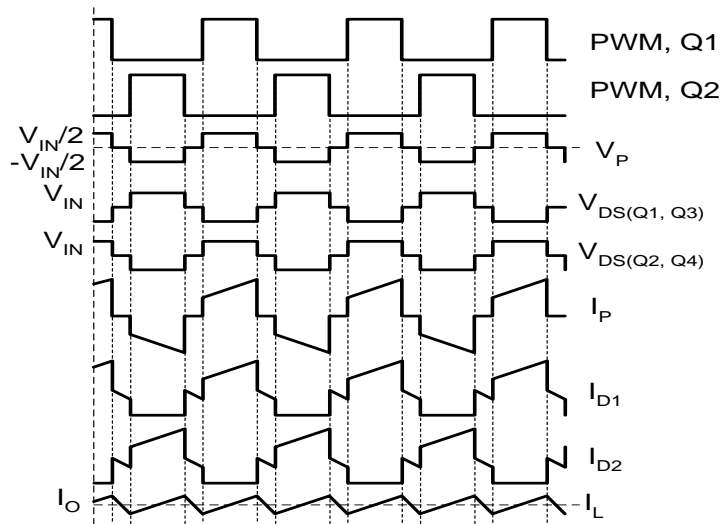 PWM, Q1
PWM, Q2
V_IN/2
-V_IN/2
V_P
V_IN
V_DS(Q1, Q3)
V_IN
V_DS(Q2, Q4)
I_P
I_D1
I_D2
I_O
I_L